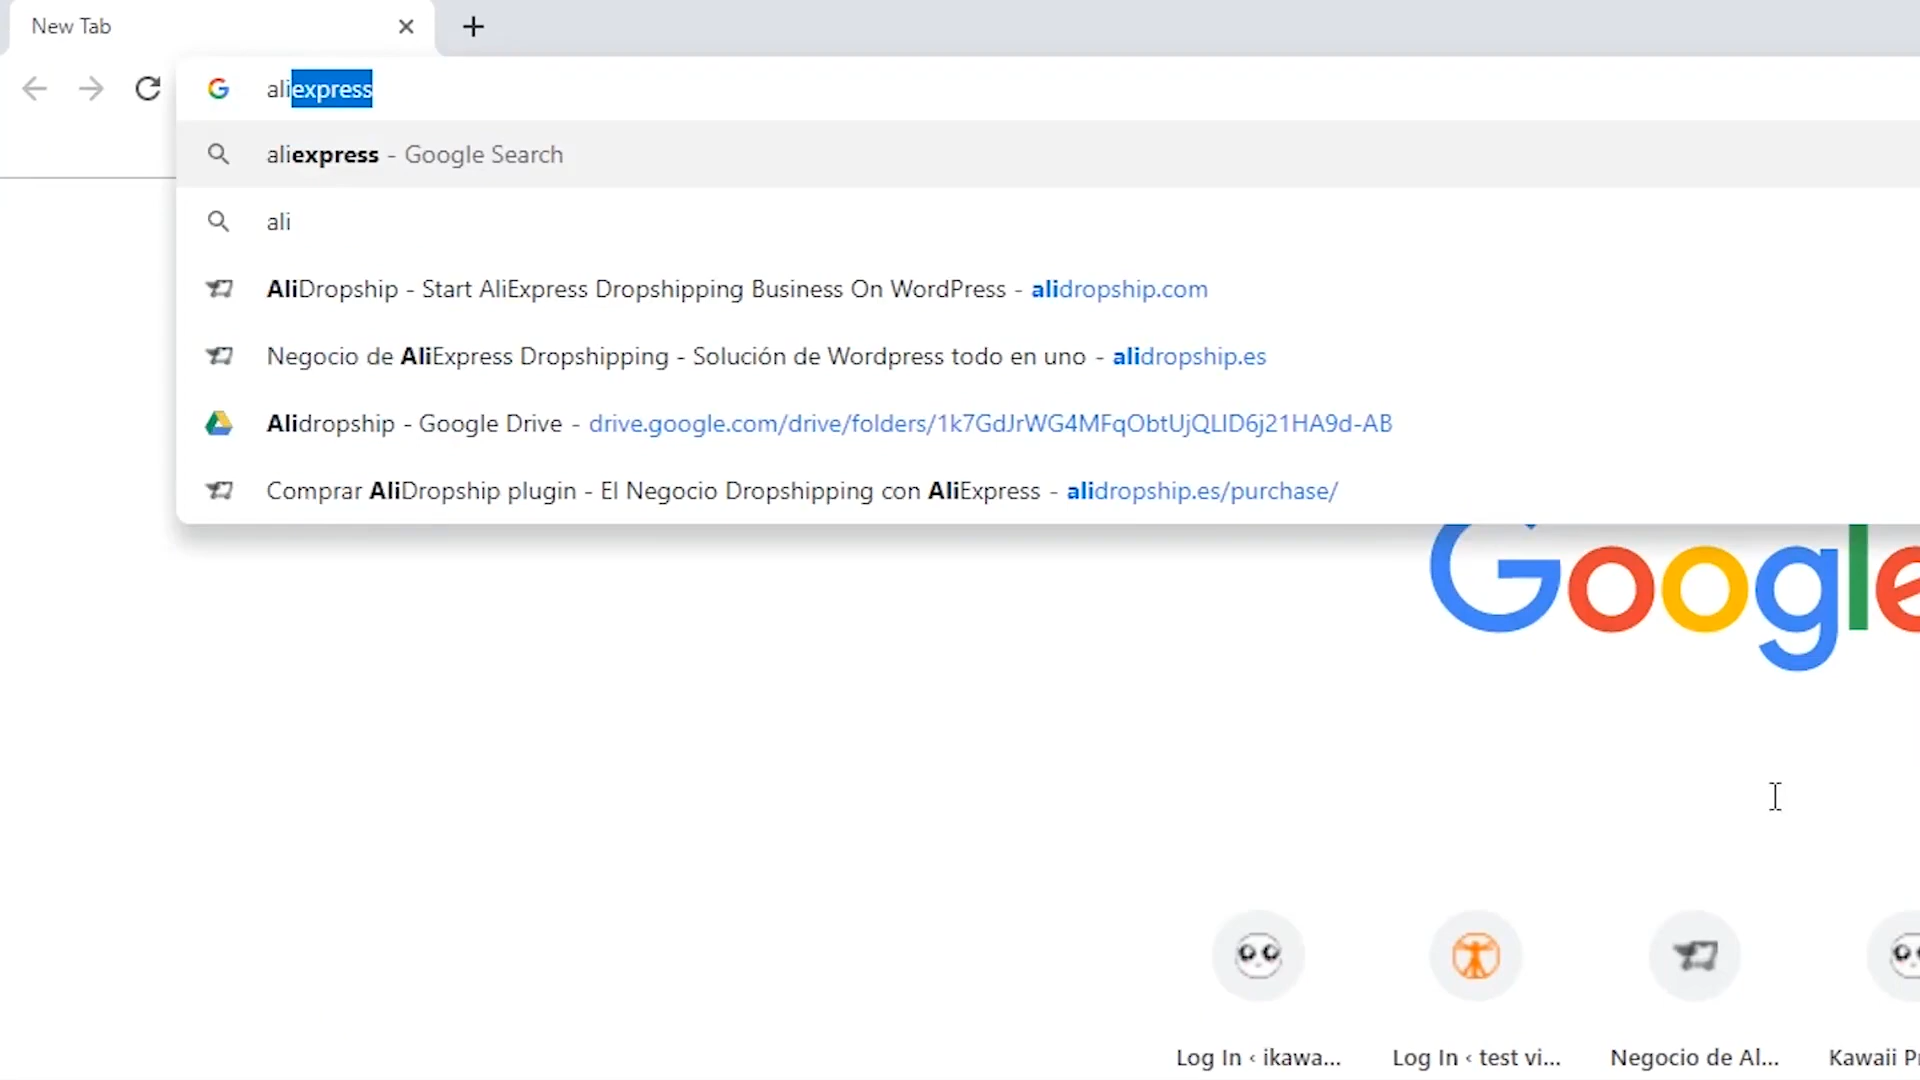 New Tab
aliexpress
aliexpress - Google Search
ali
AliDropship - Start AliExpress Dropshipping Business On WordPress - alidropship.com
Negocio de AliExpress Dropshipping - Solución de Wordpress todo en uno - alidropship.es
Alidropship - Google Drive - drive.google.com/drive/folders/1k7GdJrWG4MFqObtUjQLID6j21HA9d-AB
Comprar AliDropship plugin - El Negocio Dropshipping con AliExpress - alidropship.es/purchase/
Google
Log In ‹ ikawa... Log In ‹ test vi... Negocio de Al... Kawaii P